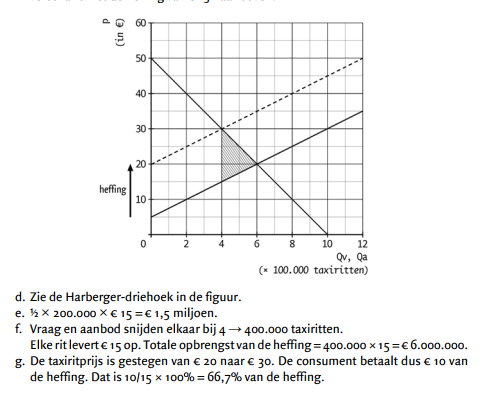 P
(in €)
60
50
40
30
20
heffing
10
0 2 4 6 8 10 12
Qv, Qa
(× 100.000 taxiritten)
d. Zie de Harberger-driehoek in de figuur.
e. ½ × 200.000 × € 15 = € 1,5 miljoen.
f. Vraag en aanbod snijden elkaar bij 4 → 400.000 taxiritten.
Elke rit levert € 15 op. Totale opbrengst van de heffing = 400.000 × 15 = € 6.000.000.
g. De taxiritprijs is gestegen van € 20 naar € 30. De consument betaalt dus € 10 van
de heffing. Dat is 10/15 × 100% = 66,7% van de heffing.